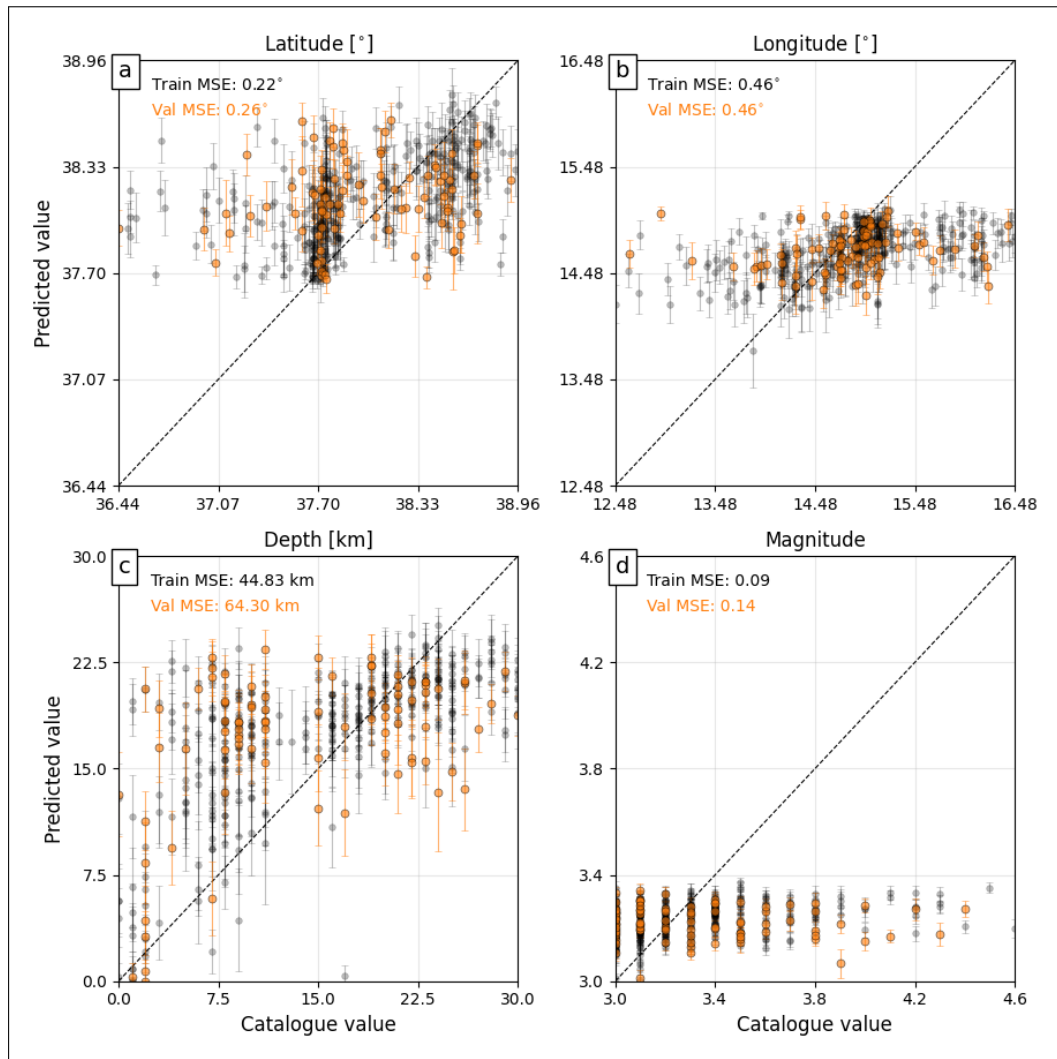 Latitude [°]
a
Train MSE: 0.22°
Val MSE: 0.26°
38.96
38.33
37.70
37.07
36.44
Predicted value
36.44 37.07 37.70 38.33 38.96
Longitude [°]
b
Train MSE: 0.46°
Val MSE: 0.46°
16.48
15.48
14.48
13.48
12.48
12.48 13.48 14.48 15.48 16.48
Depth [km]
c
Train MSE: 44.83 km
Val MSE: 64.30 km
30.0
22.5
15.0
7.5
0.0
Predicted value
0.0 7.5 15.0 22.5 30.0
Catalogue value
Magnitude
d
Train MSE: 0.09
Val MSE: 0.14
4.6
4.2
3.8
3.4
3.0
3.0 3.4 3.8 4.2 4.6
Catalogue value